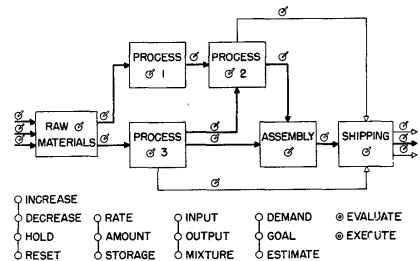 PROCESS
1
PROCESS
2
RAW
MATERIALS
PROCESS
3
ASSEMBLY
SHIPPING
INCREASE
DECREASE
HOLD
RESET
RATE
AMOUNT
STORAGE
INPUT
OUTPUT
MIXTURE
DEMAND
GOAL
ESTIMATE
EVALUATE
EXECUTE